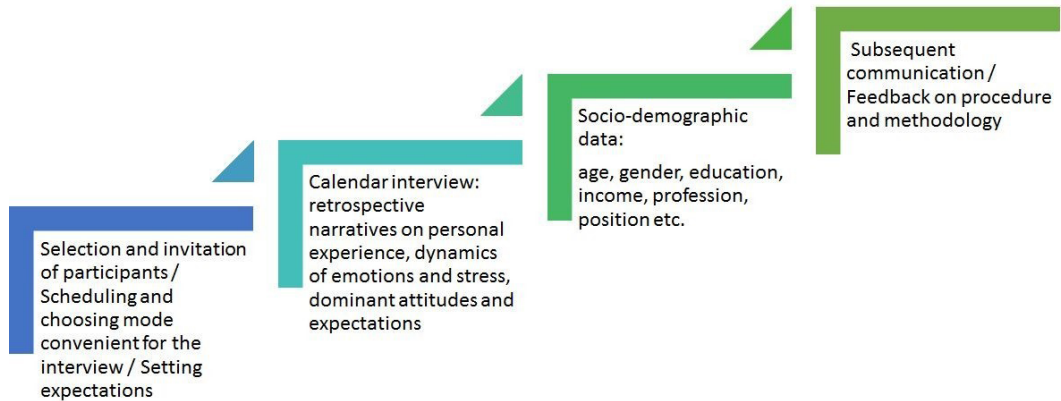 Selection and invitation
of participants /
Scheduling and
choosing mode
convenient for the
interview / Setting
expectations
Calendar interview:
retrospective
narratives on personal
experience, dynamics
of emotions and stress,
dominant attitudes and
expectations
Socio-demographic
data:
age, gender, education,
income, profession,
position etc.
Subsequent
communication /
Feedback on procedure
and methodology